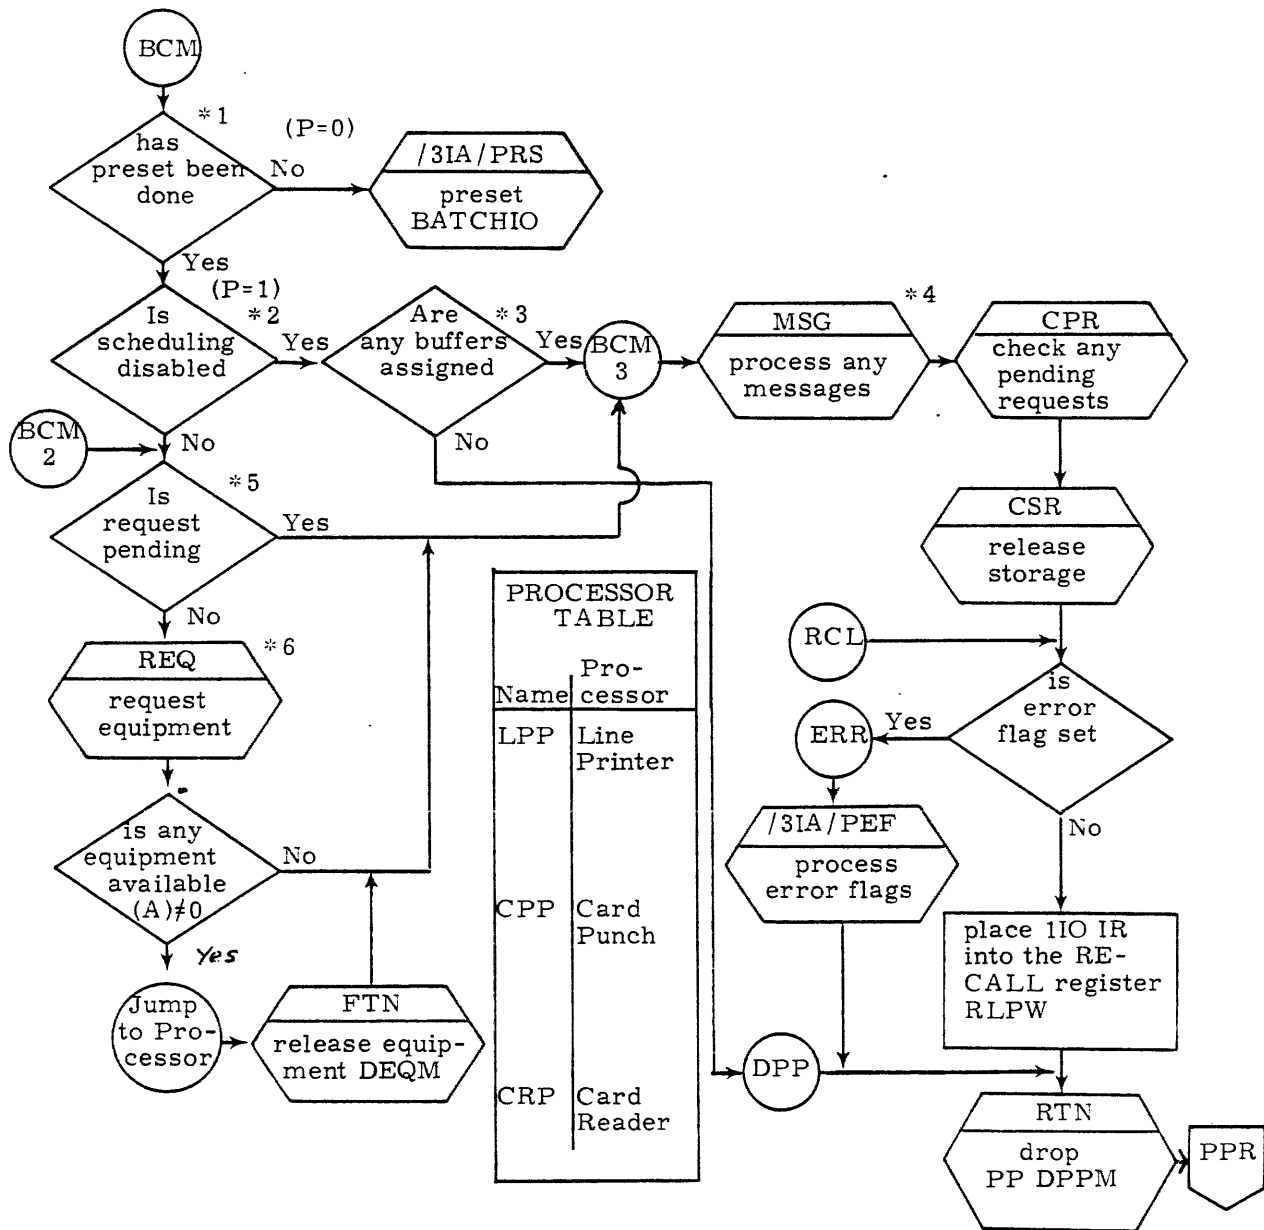 BCM
*1
has
preset been
done
(P=0)
No
/3IA/PRS
preset
BATCHIO
Yes
(P=1)
Is
scheduling
disabled
*2
Yes
Are
any buffers
assigned
*3
Yes
BCM
3
MSG
*4
process any
messages
CPR
check any
pending
requests
No
No
BCM
2
Is
request
pending
*5
Yes
CSR
release
storage
No
REQ
*6
request
equipment
PROCESSOR
TABLE
Name
Pro-
cessor
LPP
Line
Printer
CPP
Card
Punch
CRP
Card
Reader
RCL
is
error
flag set
Yes
ERR
No
/3IA/PEF
process
error flags
is any
equipment
available
(A)≠0
No
Yes
Jump
to Pro-
cessor
FTN
release equip-
ment DEQM
place 1IO IR
into the RE-
CALL register
RLPW
DPP
RTN
drop
PP DPPM
PPR